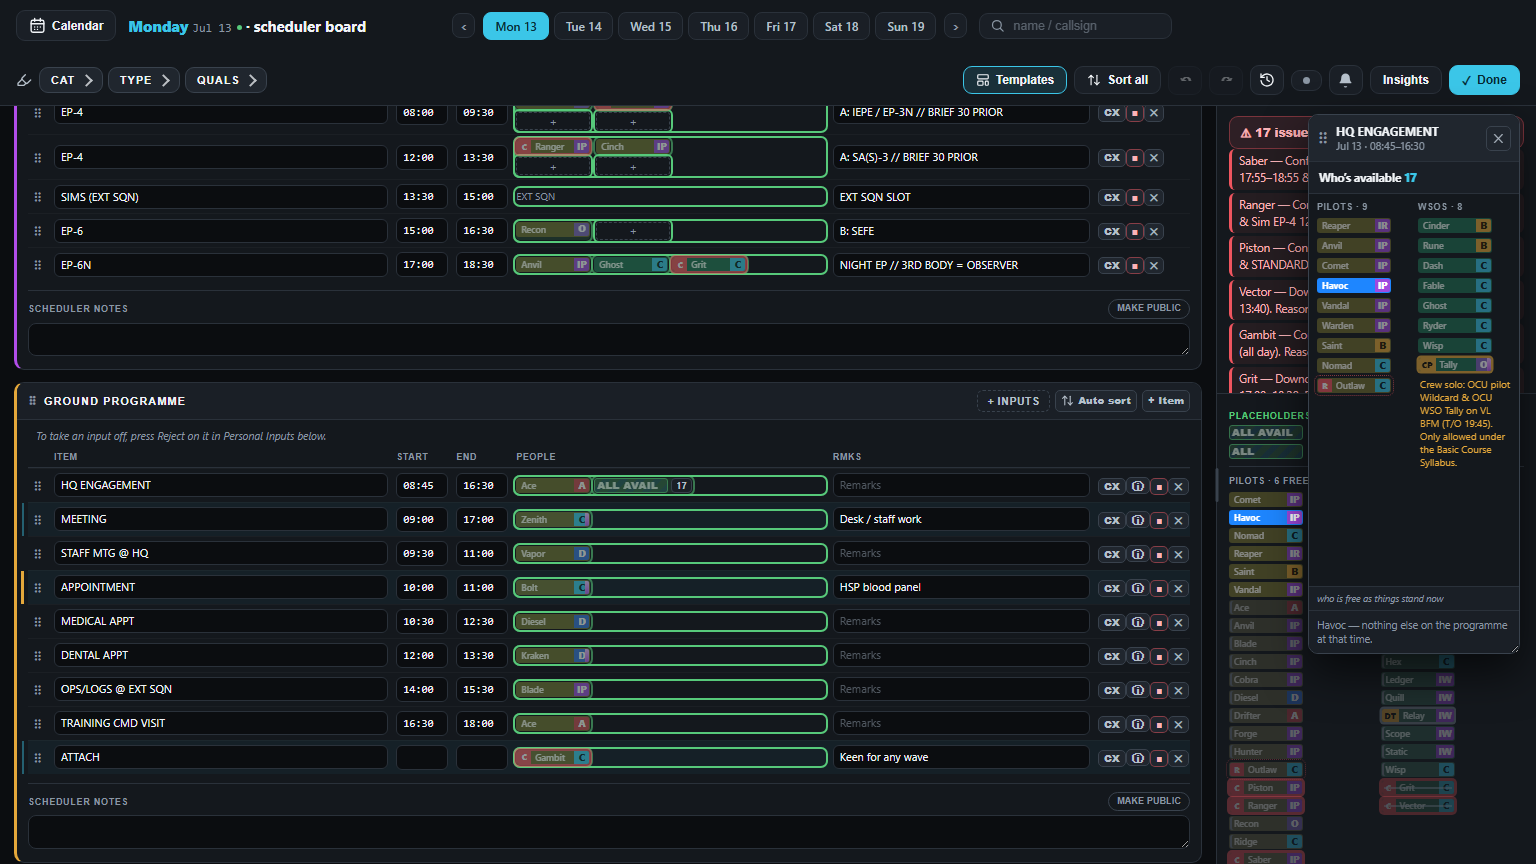 Calendar
Monday Jul 13 • · scheduler board
Mon 13
Tue 14
Wed 15
Thu 16
Fri 17
Sat 18
Sun 19
name / callsign
CAT
TYPE
QUALS
Templates
Sort all
Insights
✓ Done
EP-4 08:00 09:30 + + A: IEPE / EP-3N // BRIEF 30 PRIOR CX
EP-4 12:00 13:30 C Ranger IP Cinch IP + + A: SA(S)-3 // BRIEF 30 PRIOR CX
SIMS (EXT SQN) 13:30 15:00 EXT SQN EXT SQN SLOT CX
EP-6 15:00 16:30 Recon O + B: SEFE CX
EP-6N 17:00 18:30 Anvil IP Ghost C C Grit C NIGHT EP // 3RD BODY = OBSERVER CX
SCHEDULER NOTES
MAKE PUBLIC
GROUND PROGRAMME
+ INPUTS
Auto sort
+ Item
To take an input off, press Reject on it in Personal Inputs below.
ITEM START END PEOPLE RMKS
HQ ENGAGEMENT 08:45 16:30 Ace A ALL AVAIL 17 Remarks CX
MEETING 09:00 17:00 Zenith C Desk / staff work CX
STAFF MTG @ HQ 09:30 11:00 Vapor D Remarks CX
APPOINTMENT 10:00 11:00 Bolt C HSP blood panel CX
MEDICAL APPT 10:30 12:30 Diesel D Remarks CX
DENTAL APPT 12:00 13:30 Kraken D Remarks CX
OPS/LOGS @ EXT SQN 14:00 15:30 Blade IP Remarks CX
TRAINING CMD VISIT 16:30 18:00 Ace A Remarks CX
ATTACH C Gambit C Keen for any wave CX
SCHEDULER NOTES
MAKE PUBLIC
⚠ 17 issue
Saber — Con
17:55–18:55 &
Ranger — Co
& Sim EP-4 12
Piston — Con
& STANDARD
Vector — Dow
13:40). Reason
Gambit — Co
(all day). Reas
Grit — Downg
PLACEHOLDERS
ALL AVAIL
ALL
PILOTS · 6 FREE
Comet IP
Havoc IP
Nomad C
Reaper IR
Saint B
Vandal IP
Ace A
Anvil IP
Blade IP
Cinch IP
Cobra IP
Diesel D
Drifter A
Forge IP
Hunter IP
R Outlaw C
C Piston IP
C Ranger IP
Recon O
Ridge C
C Saber IP
Hex C
Ledger IW
Quill IW
DT Relay IW
Scope IW
Static IW
Wisp C
C Grit C
C Vector C
HQ ENGAGEMENT
Jul 13 · 08:45–16:30
Who's available 17
PILOTS · 9
Reaper IR
Anvil IP
Comet IP
Havoc IP
Vandal IP
Warden IP
Saint B
Nomad C
R Outlaw C
WSOS · 8
Cinder B
Rune B
Dash C
Fable C
Ghost C
Ryder C
Wisp C
CP Tally O
Crew solo: OCU pilot
Wildcard & OCU
WSO Tally on VL
BFM (T/O 19:45).
Only allowed under
the Basic Course
Syllabus.
who is free as things stand now
Havoc — nothing else on the programme
at that time.